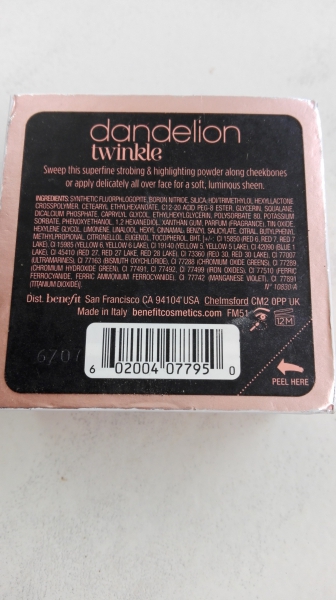 dandelion
twinkle
Sweep this superfine strobing & highlighting powder along cheekbones
or apply delicately all over face for a soft, luminous sheen.
INGREDIENTS: SYNTHETIC FLUORPHLOGOPITE, BORON NITRIDE, SILICA, HDI/TRIMETHYLOL HEXYLLACTONE
CROSSPOLYMER, CETEARYL ETHYLHEXANOATE, C12-20 ACID PEG-8 ESTER, GLYCERIN, SQUALANE,
DICALCIUM PHOSPHATE, CAPRYLYL GLYCOL, ETHYLHEXYLGLYCERIN, POLYSORBATE 80, POTASSIUM
SORBATE, PHENOXYETHANOL, 1,2 HEXANEDIOL, XANTHAN GUM, PARFUM (FRAGRANCE), TIN OXIDE,
HEXYLENE GLYCOL, LIMONENE, LINALOOL, HEXYL CINNAMAL, BENZYL SALICYLATE, CITRAL, BUTYLPHENYL
METHYLPROPIONAL, CITRONELLOL, EUGENOL, TOCOPHEROL, BHT. [+/-: CI 15850 (RED 6, RED 7, RED 7
LAKE), CI 15985 (YELLOW 6, YELLOW 6 LAKE), CI 19140 (YELLOW 5, YELLOW 5 LAKE), CI 42090 (BLUE 1
LAKE), CI 45410 (RED 27, RED 27 LAKE, RED 28 LAKE), CI 73360 (RED 30, RED 30 LAKE), CI 77007
(ULTRAMARINES), CI 77163 (BISMUTH OXYCHLORIDE), CI 77288 (CHROMIUM OXIDE GREENS), CI 77289,
(CHROMIUM HYDROXIDE GREEN), CI 77491, CI 77492, CI 77499 (IRON OXIDES), CI 77510 (FERRIC
FERROCYANIDE, FERRIC AMMONIUM FERROCYANIDE), CI 77742 (MANGANESE VIOLET), CI 77891
(TITANIUM DIOXIDE)]
N° 10830/A
Dist. benefit San Francisco CA 94104 USA Chelmsford CM2 0PP UK
Made in Italy benefitcosmetics.com FM51
12M
6707
6 02004 07795 0
PEEL HERE